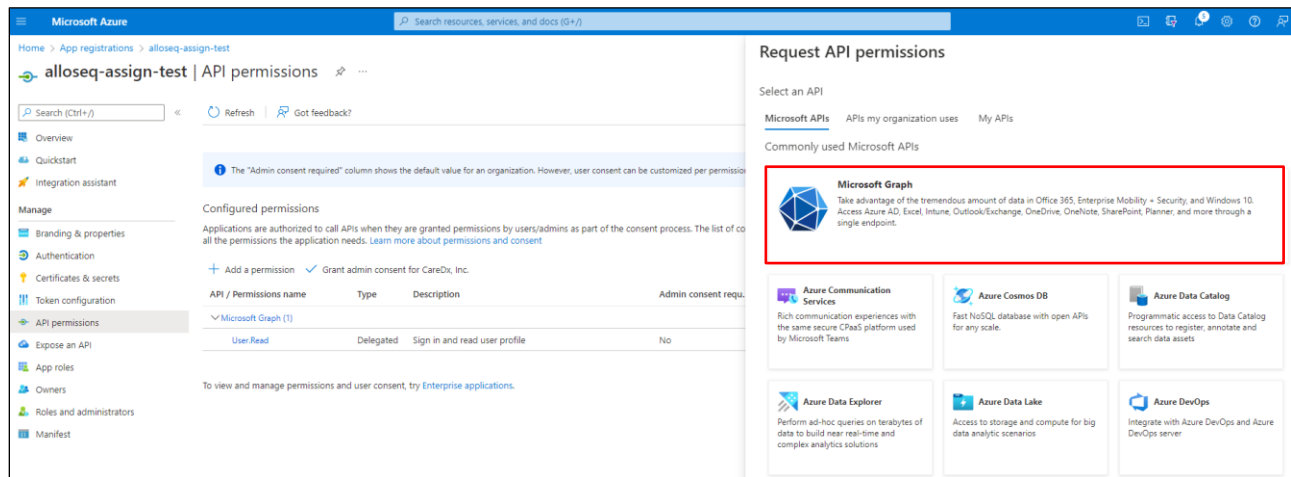 Microsoft Azure
Search resources, services, and docs (G+/)
Home > App registrations > alloseq-assign-test
alloseq-assign-test | API permissions
Search (Ctrl+/)
Overview
Quickstart
Integration assistant
Manage
Branding & properties
Authentication
Certificates & secrets
Token configuration
API permissions
Expose an API
App roles
Owners
Roles and administrators
Manifest
Refresh
Got feedback?
The "Admin consent required" column shows the default value for an organization. However, user consent can be customized per permissio
Configured permissions
Applications are authorized to call APIs when they are granted permissions by users/admins as part of the consent process. The list of co
all the permissions the application needs. Learn more about permissions and consent
Add a permission
Grant admin consent for CareDx, Inc.
API / Permissions name Type Description Admin consent requ.
Microsoft Graph (1)
User.Read Delegated Sign in and read user profile No
To view and manage permissions and user consent, try Enterprise applications.
Request API permissions
Select an API
Microsoft APIs APIs my organization uses My APIs
Commonly used Microsoft APIs
Microsoft Graph
Take advantage of the tremendous amount of data in Office 365, Enterprise Mobility + Security, and Windows 10.
Access Azure AD, Excel, Intune, Outlook/Exchange, OneDrive, OneNote, SharePoint, Planner, and more through a
single endpoint.
Azure Communication
Services
Rich communication experiences with
the same secure CPaaS platform used
by Microsoft Teams
Azure Cosmos DB
Fast NoSQL database with open APIs
for any scale.
Azure Data Catalog
Programmatic access to Data Catalog
resources to register, annotate and
search data assets
Azure Data Explorer
Perform ad-hoc queries on terabytes of
data to build near real-time and
complex analytics solutions
Azure Data Lake
Access to storage and compute for big
data analytic scenarios
Azure DevOps
Integrate with Azure DevOps and Azure
DevOps server